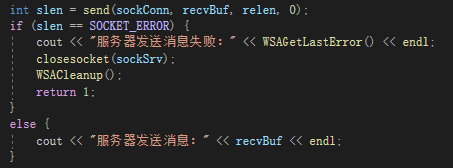 int slen = send(sockConn, recvBuf, relen, 0);
if (slen == SOCKET_ERROR) {
    cout << "服务器发送消息失败：" << WSAGetLastError() << endl;
    closesocket(sockSrv);
    WSACleanup();
    return 1;
}
else {
    cout << "服务器发送消息：" << recvBuf << endl;
}